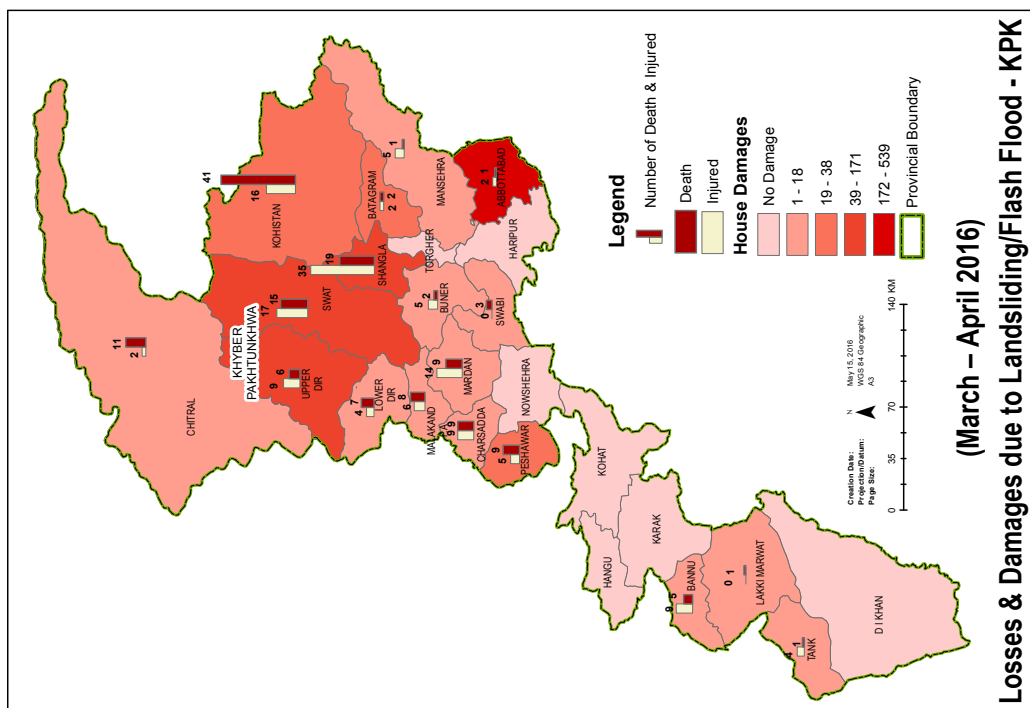 CHITRAL
2 11
KHYBER
PAKHTUNKHWA
KOHISTAN
16 41
SWAT
17 15
UPPER
DIR
9 6
SHANGLA
35 19
BATAGRAM
2 2
LOWER
DIR
4 7
TORGHER
MANSEHRA
5 1
MALAKAND
6 8
BUNER
5 2
ABBOTTABAD
2 1
MARDAN
14 9
SWABI
0 3
HARIPUR
CHARSADDA
9 9
PESHAWAR
5 9
NOWSHEHRA
KOHAT
HANGU
KARAK
BANNU
9 5
LAKKI MARWAT
0 1
TANK
4 1
D I KHAN
Legend
Number of Death & Injured
Death
Injured
House Damages
No Damage
1 - 18
19 - 38
39 - 171
172 - 539
Provincial Boundary
N
Creation Date: May 15, 2016
Projection/Datum: WGS 84 Geographic
Page Size: A3
0 35 70 140 KM
(March – April 2016)
Losses & Damages due to Landsliding/Flash Flood - KPK